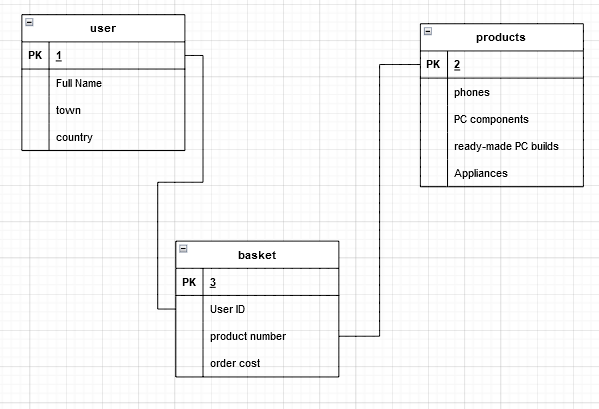 user
PK 1
Full Name
town
country
products
PK 2
phones
PC components
ready-made PC builds
Appliances
basket
PK 3
User ID
product number
order cost